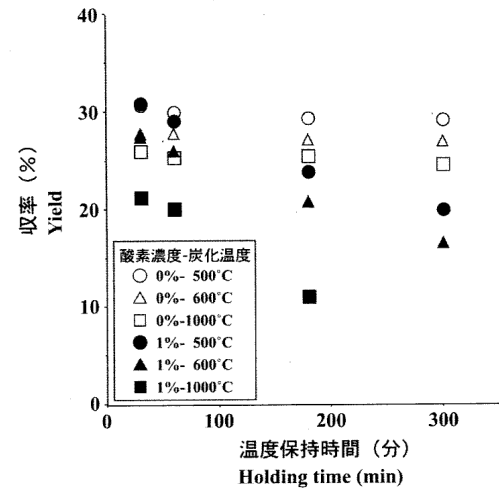 40
30
20
10
0
収率（%）
Yield
酸素濃度-炭化温度
0%- 500°C
0%- 600°C
0%-1000°C
1%- 500°C
1%- 600°C
1%-1000°C
0
100
200
300
温度保持時間（分）
Holding time (min)